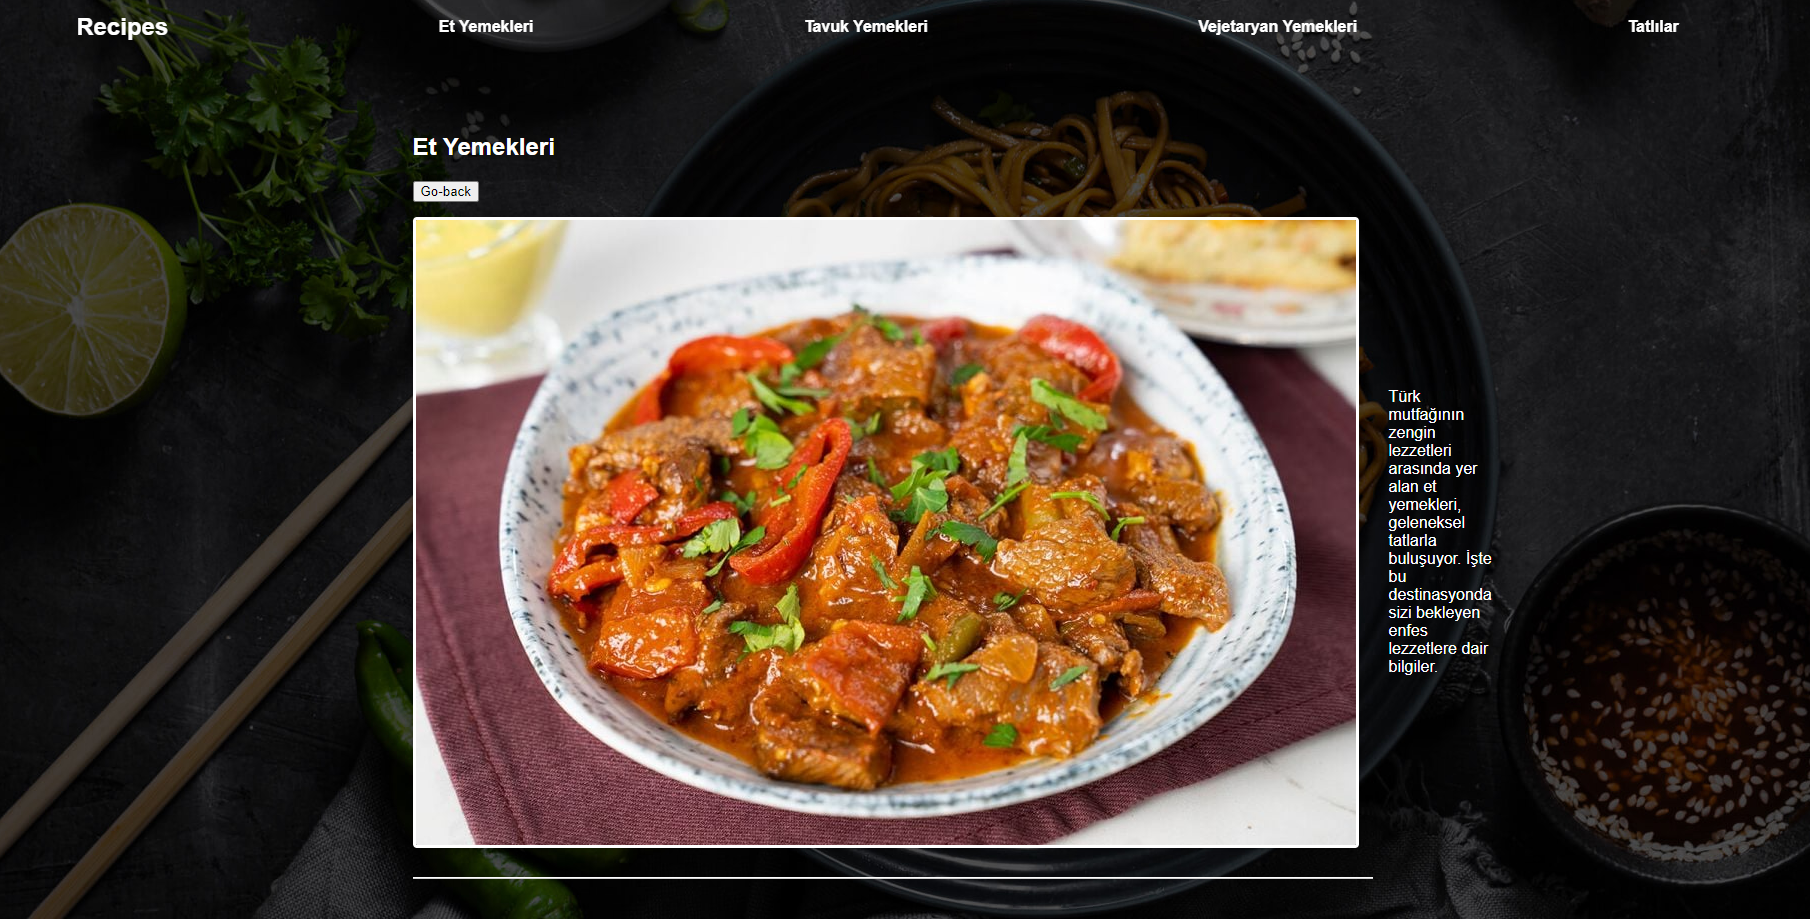 Recipes
Et Yemekleri
Tavuk Yemekleri
Vejetaryan Yemekleri
Tatlılar
Et Yemekleri
Go-back
Türk
mutfağının
zengin
lezzetleri
arasında yer
alan et
yemekleri,
geleneksel
tatlarla
buluşuyor. İşte
bu
destinasyonda
sizi bekleyen
enfes
lezzetlere dair
bilgiler.